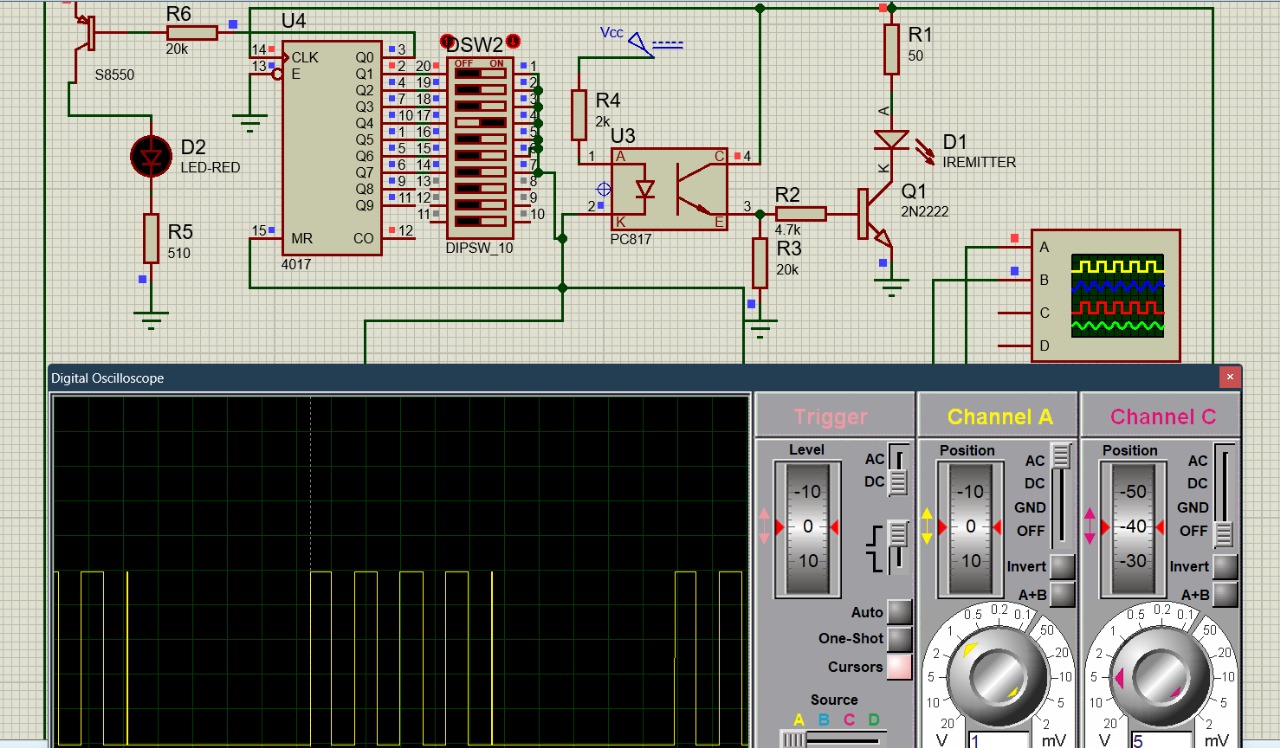 R6
20k
S8550
D2
LED-RED
R5
510
U4
14 CLK Q0 3
13 E Q1 2
Q2 4
Q3 7
Q4 10
Q5 1
Q6 5
Q7 6
Q8 9
Q9 11
15 MR CO 12
4017
DSW2
OFF ON
20 1
19 2
18 3
17 4
16 5
15 6
14 7
13 8
12 9
11 10
DIPSW_10
Vcc
R4
2k
U3
1 A C 4
2 K E 3
PC817
R2
4.7k
R3
20k
R1
50
A
K
D1
IREMITTER
Q1
2N2222
A
B
C
D
Digital Oscilloscope
Trigger
Level
-10
0
10
AC
DC
Auto
One-Shot
Cursors
Source
A B C D
Channel A
Position
-10
0
10
AC
DC
GND
OFF
Invert
A+B
20 10 5 2 1 0.5 0.2 0.1 50 20 10 5 2
V 1 mV
Channel C
Position
-50
-40
-30
AC
DC
GND
OFF
Invert
A+B
20 10 5 2 1 0.5 0.2 0.1 50 20 10 5 2
V 5 mV